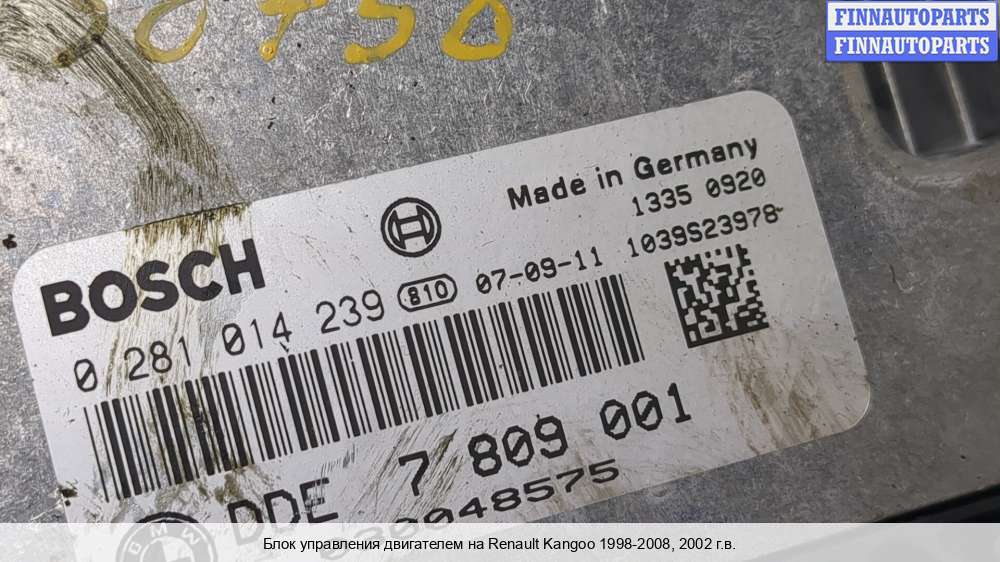 FINNAUTOPARTS
FINNAUTOPARTS
Made in Germany
1335 0920
BOSCH
0 281 014 239 810 07-09-11 1039S23978
DDE 7 809 001
BMW
Блок управления двигателем на Renault Kangoo 1998-2008, 2002 г.в.